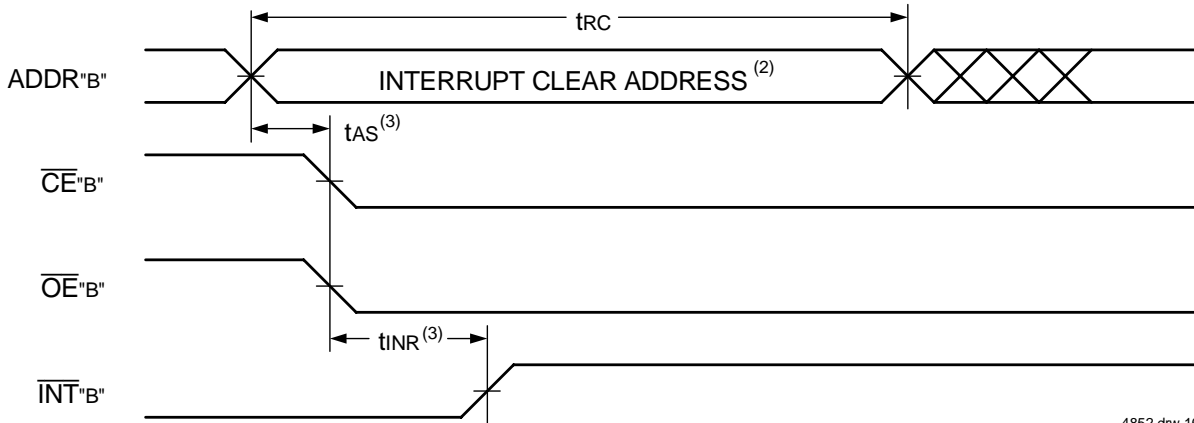 tRC
ADDR"B"
INTERRUPT CLEAR ADDRESS (2)
tAS(3)
CE"B"
OE"B"
tINR(3)
INT"B"